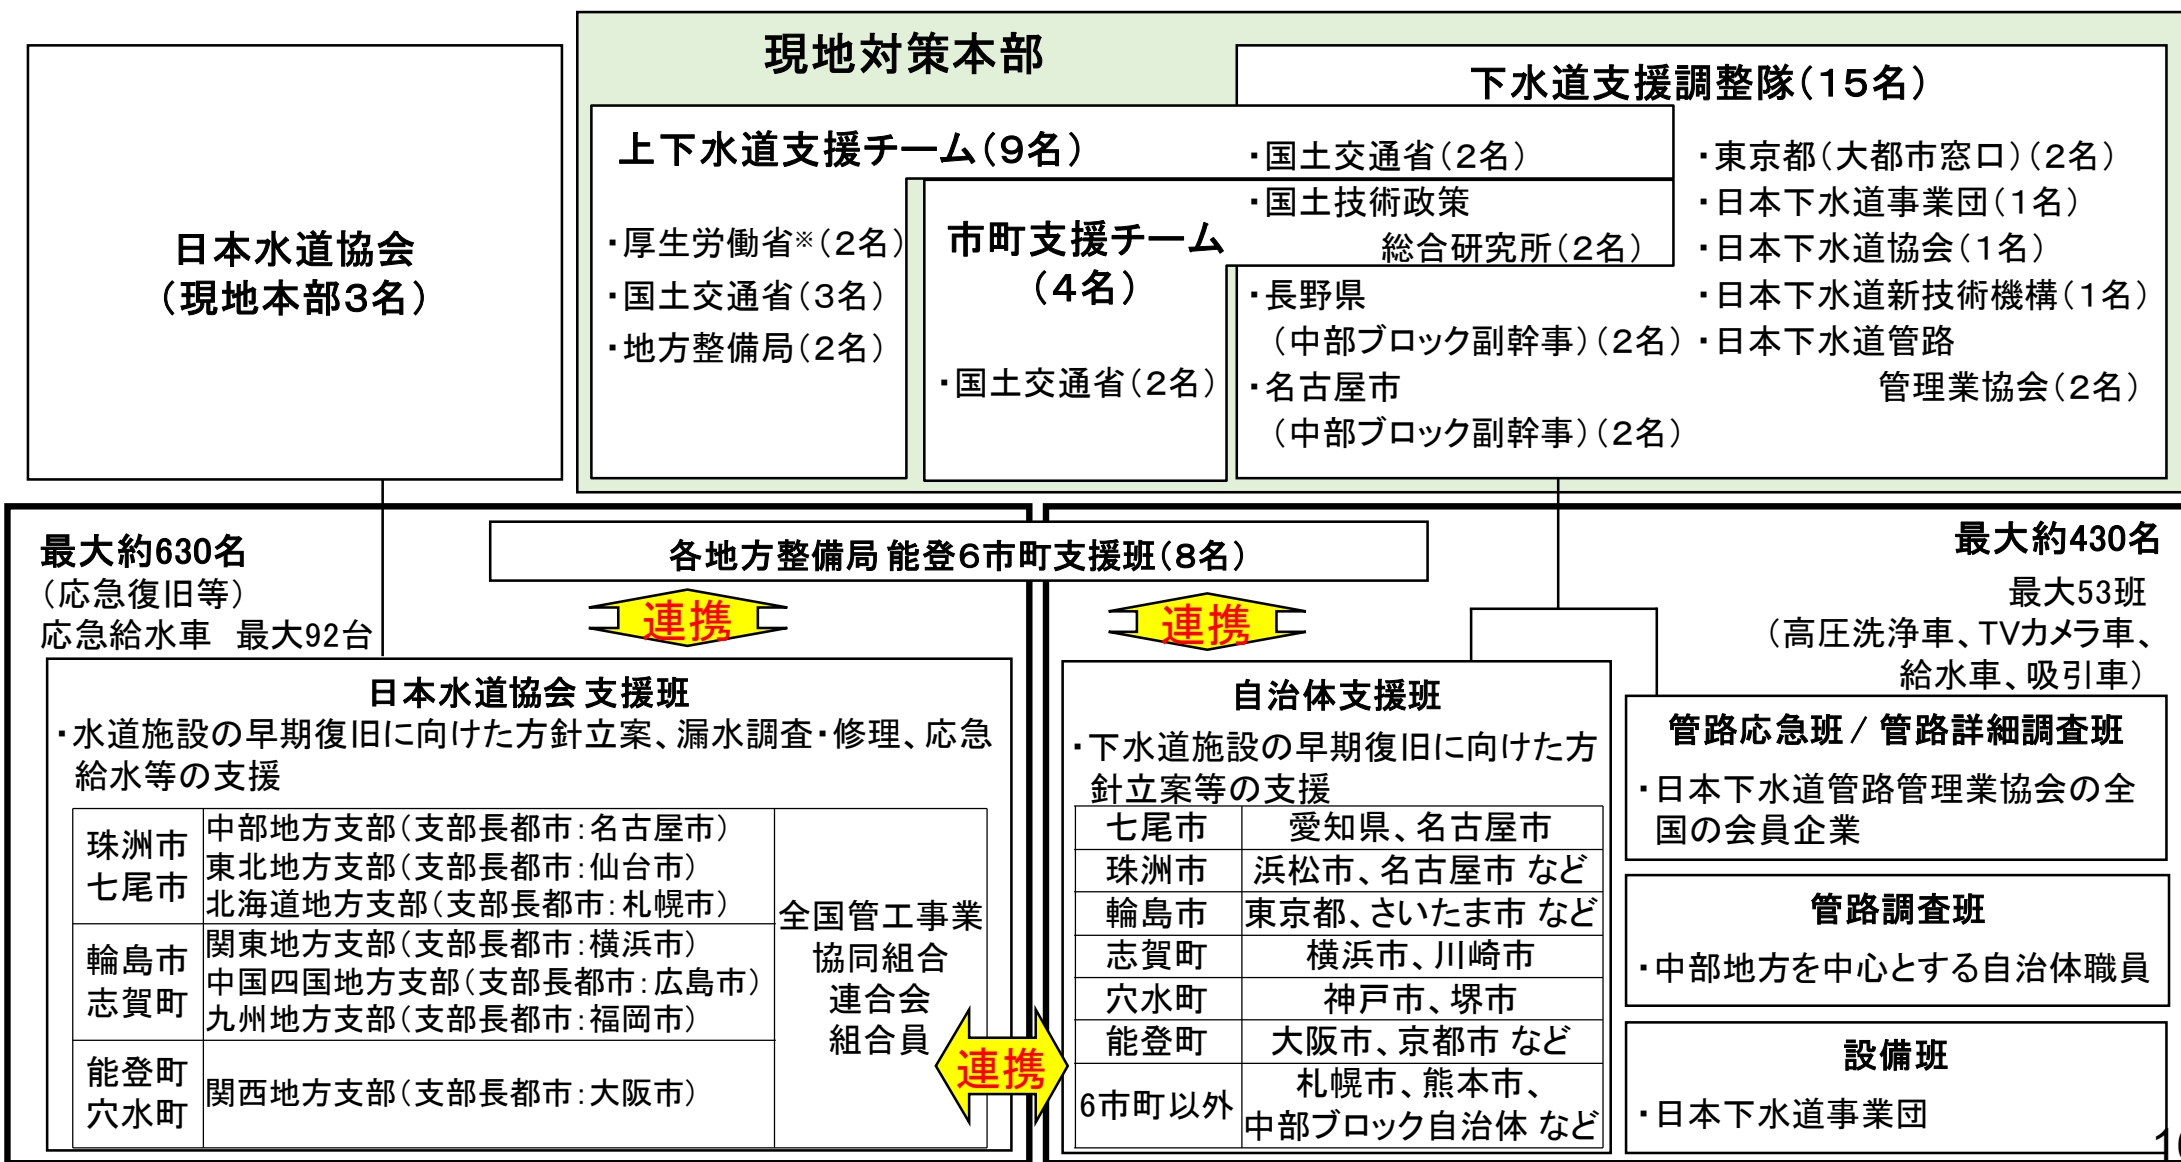 現地対策本部
日本水道協会
（現地本部3名）
上下水道支援チーム（9名）
・厚生労働省※（2名）
・国土交通省（3名）
・地方整備局（2名）
市町支援チーム
（4名）
・国土交通省（2名）
下水道支援調整隊（15名）
・国土交通省（2名）
・国土技術政策
総合研究所（2名）
・長野県
（中部ブロック副幹事）（2名）
・名古屋市
（中部ブロック副幹事）（2名）
・東京都（大都市窓口）（2名）
・日本下水道事業団（1名）
・日本下水道協会（1名）
・日本下水道新技術機構（1名）
・日本下水道管路
管理業協会（2名）
各地方整備局 能登6市町支援班（8名）
最大約630名
（応急復旧等）
応急給水車　最大92台
連携
連携
最大約430名
最大53班
（高圧洗浄車、TVカメラ車、
給水車、吸引車）
日本水道協会 支援班
・水道施設の早期復旧に向けた方針立案、漏水調査・修理、応急
給水等の支援
珠洲市
七尾市
中部地方支部（支部長都市：名古屋市）
東北地方支部（支部長都市：仙台市）
北海道地方支部（支部長都市：札幌市）
輪島市
志賀町
関東地方支部（支部長都市：横浜市）
中国四国地方支部（支部長都市：広島市）
九州地方支部（支部長都市：福岡市）
能登町
穴水町
関西地方支部（支部長都市：大阪市）
全国管工事業
協同組合
連合会
組合員
連携
自治体支援班
・下水道施設の早期復旧に向けた方
針立案等の支援
七尾市 愛知県、名古屋市
珠洲市 浜松市、名古屋市 など
輪島市 東京都、さいたま市 など
志賀町 横浜市、川崎市
穴水町 神戸市、堺市
能登町 大阪市、京都市 など
6市町以外 札幌市、熊本市、
中部ブロック自治体 など
管路応急班 / 管路詳細調査班
・日本下水道管路管理業協会の全
国の会員企業
管路調査班
・中部地方を中心とする自治体職員
設備班
・日本下水道事業団